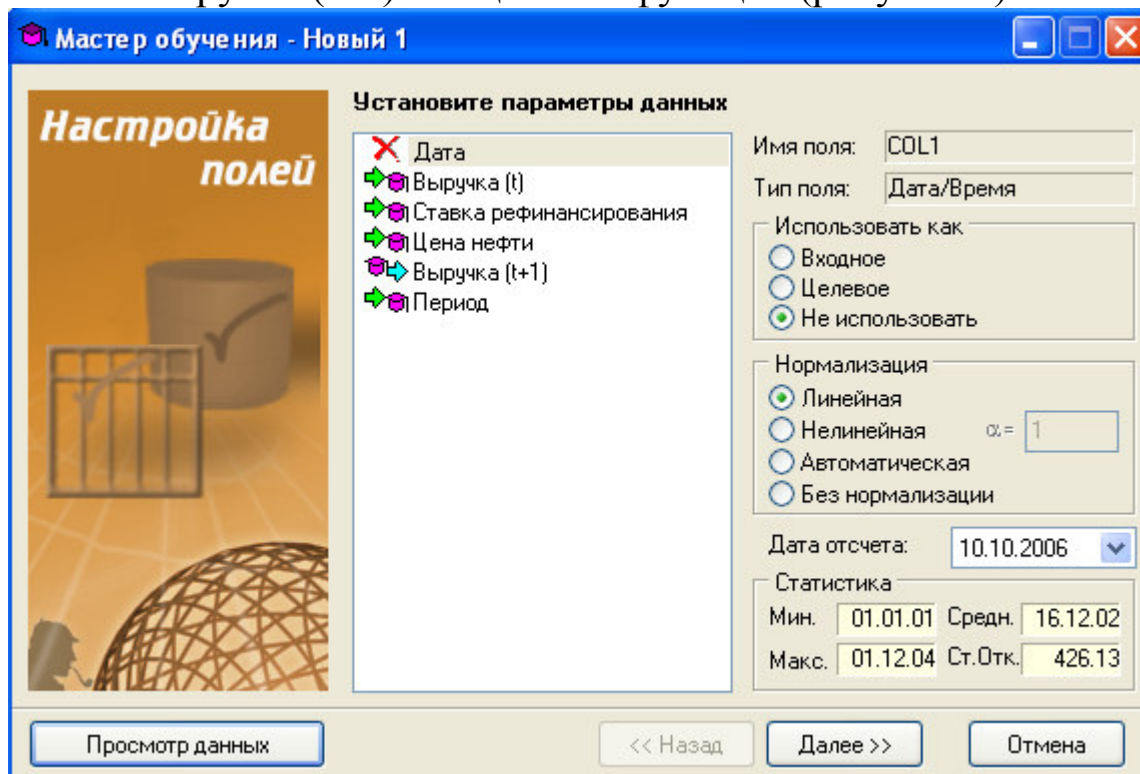 Мастер обучения - Новый 1
Настройка
полей
Установите параметры данных
Дата
Выручка (t)
Ставка рефинансирования
Цена нефти
Выручка (t+1)
Период
Имя поля: COL1
Тип поля: Дата/Время
Использовать как
Входное
Целевое
Не использовать
Нормализация
Линейная
Нелинейная α = 1
Автоматическая
Без нормализации
Дата отсчета: 10.10.2006
Статистика
Мин. 01.01.01 Средн. 16.12.02
Макс. 01.12.04 Ст.Отк. 426.13
Просмотр данных
<< Назад
Далее >>
Отмена